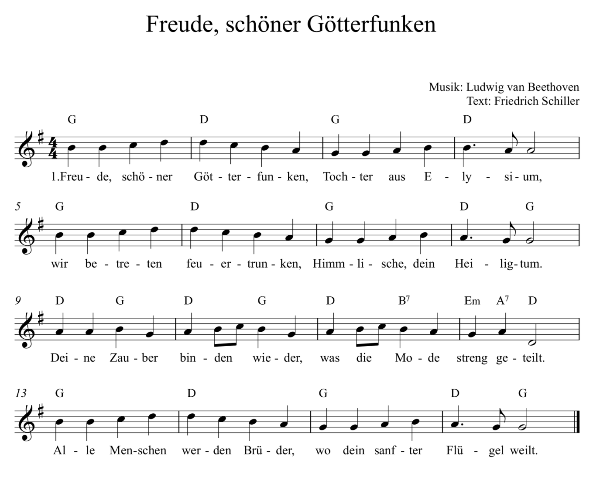 Freude, schöner Götterfunken
Musik: Ludwig van Beethoven
Text: Friedrich Schiller
G D G D
4/4
1.Freu- de, schö- ner Göt - ter- fun - ken, Toch - ter aus E - ly - si - um,
5 G D G D G
wir be - tre - ten feu - er - trun - ken, Himm - li - sche, dein Hei - lig - tum.
9 D G D G D B7 Em A7 D
Dei - ne Zau - ber bin - den wie - der, was die Mo - de streng ge - teilt.
13 G D G D G
Al - le Men - schen wer - den Brü - der, wo dein sanf - ter Flü - gel weilt.